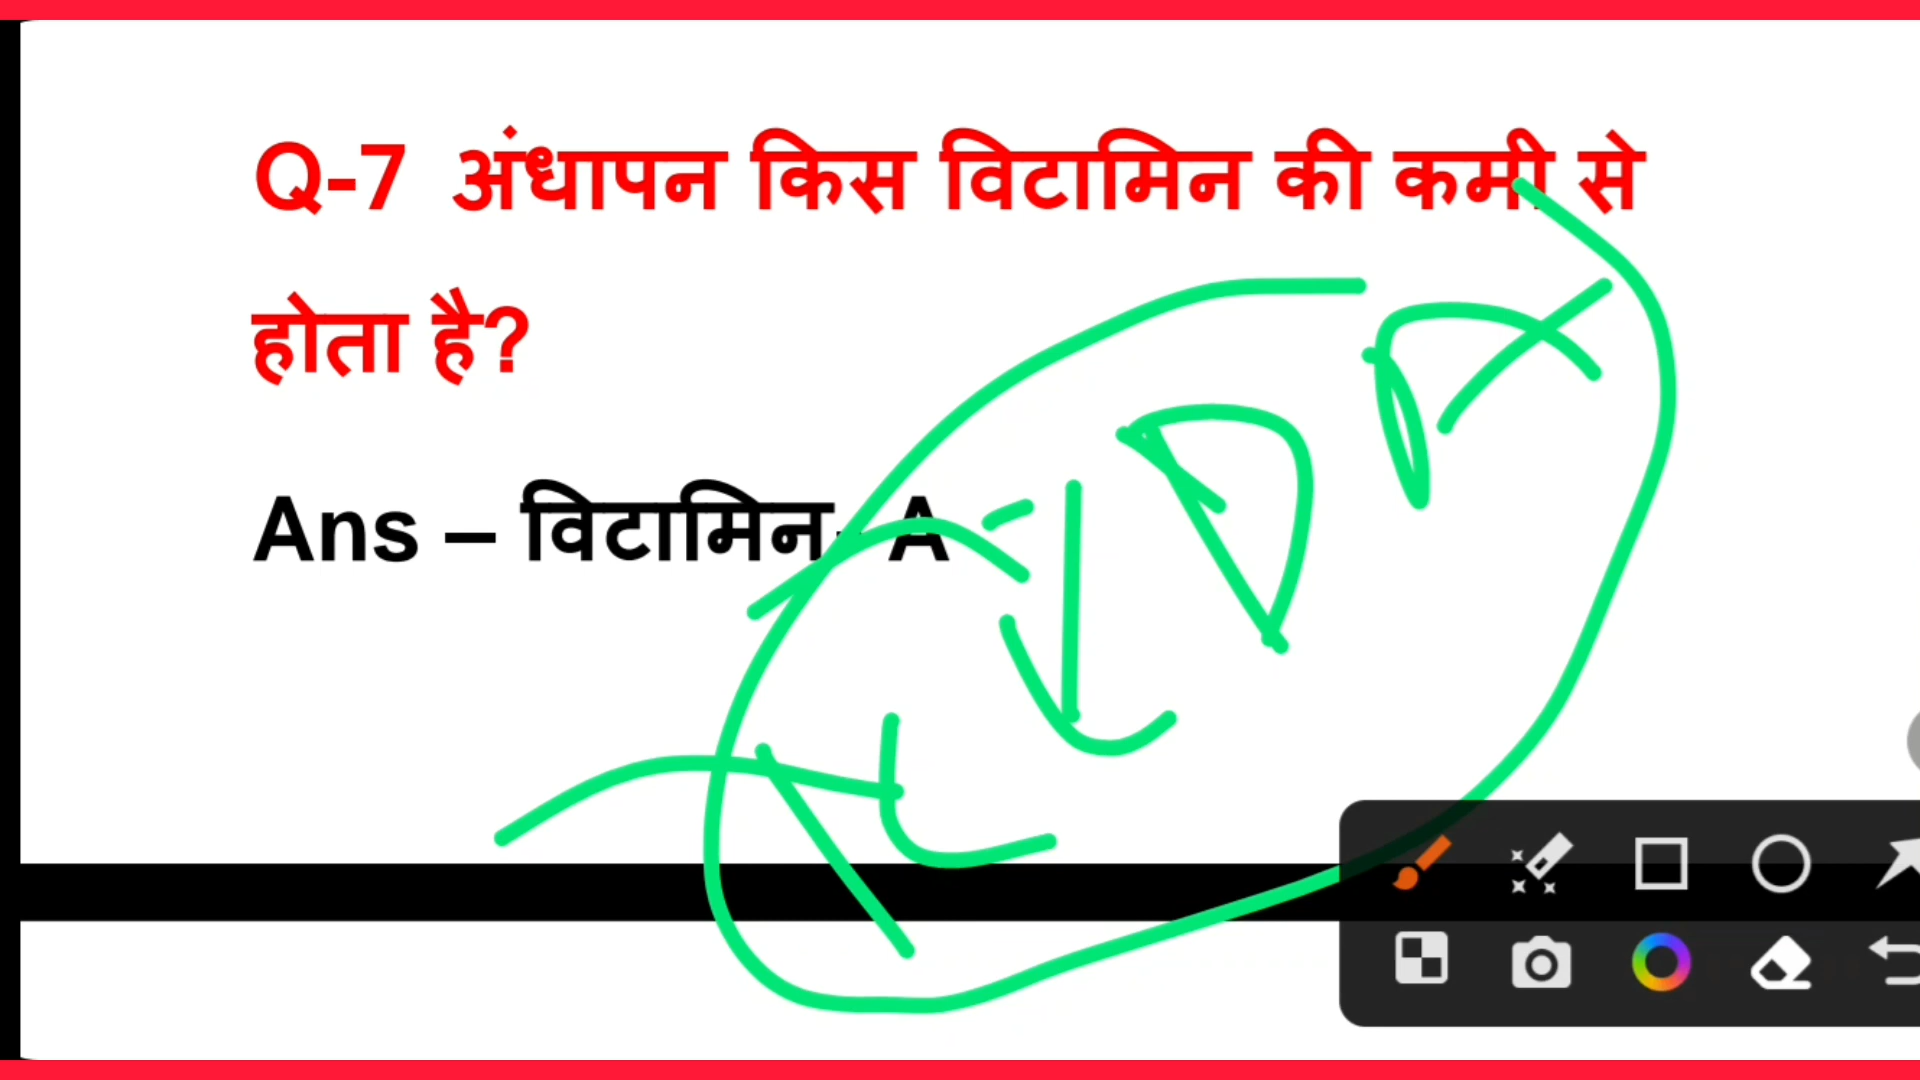 Q-7 अंधापन किस विटामिन की कमी से
होता है?
Ans – विटामिन- A